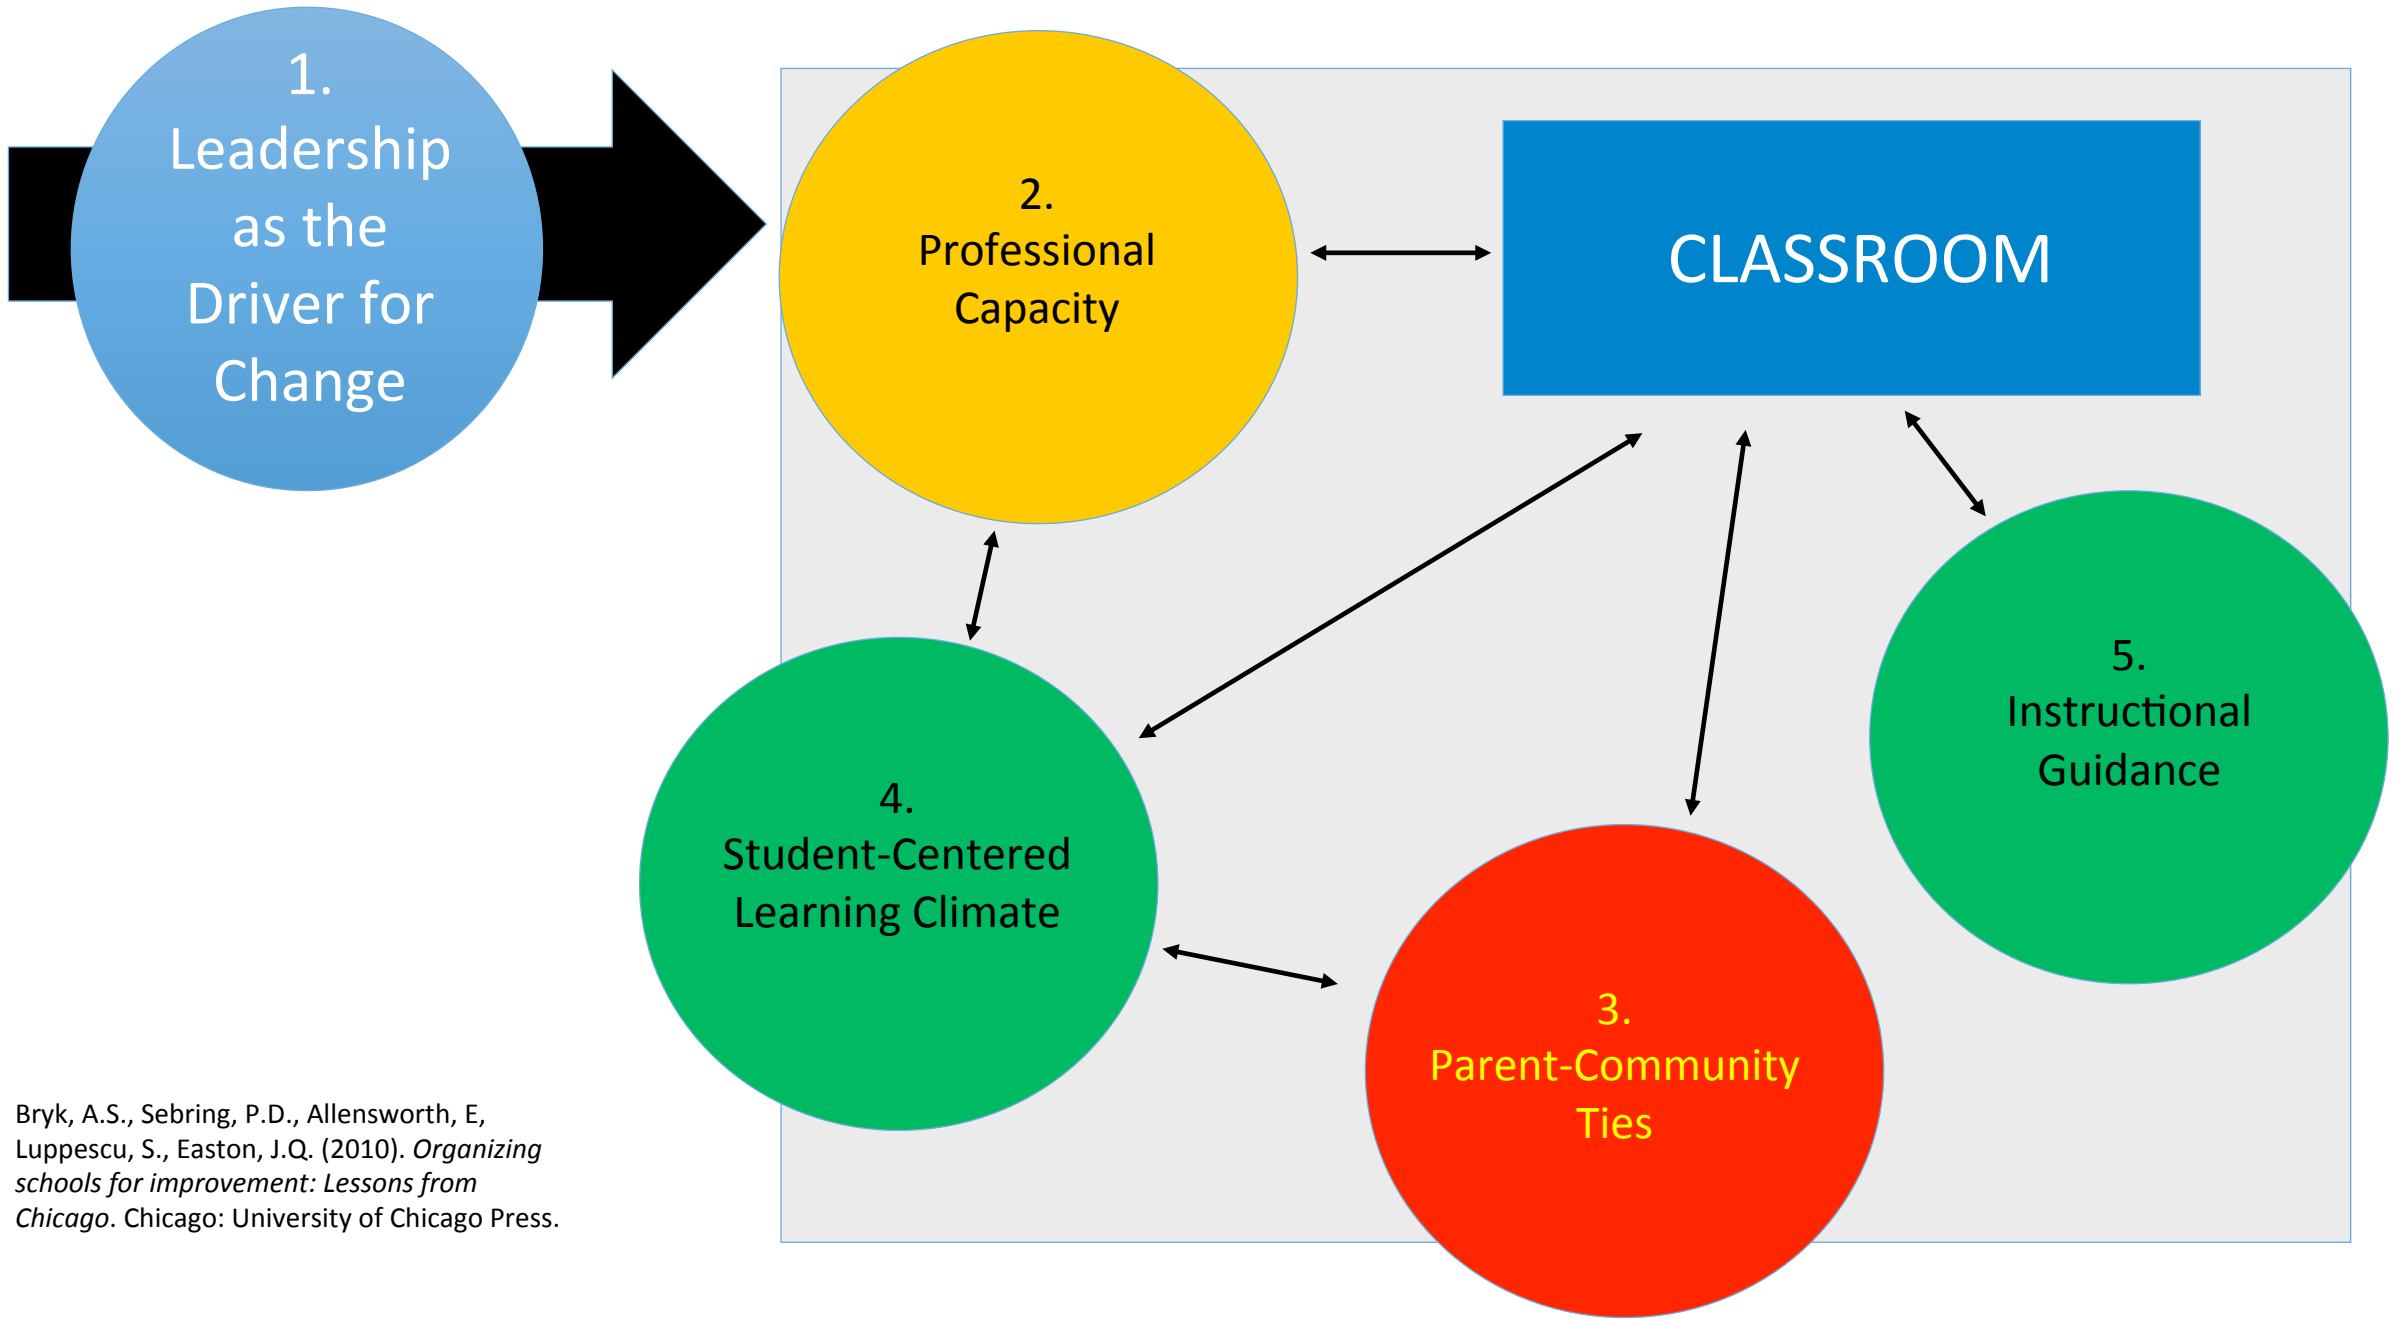 1.
Leadership
as the
Driver for
Change
2.
Professional
Capacity
CLASSROOM
5.
Instructional
Guidance
4.
Student-Centered
Learning Climate
3.
Parent-Community
Ties
Bryk, A.S., Sebring, P.D., Allensworth, E,
Luppescu, S., Easton, J.Q. (2010). Organizing
schools for improvement: Lessons from
Chicago. Chicago: University of Chicago Press.